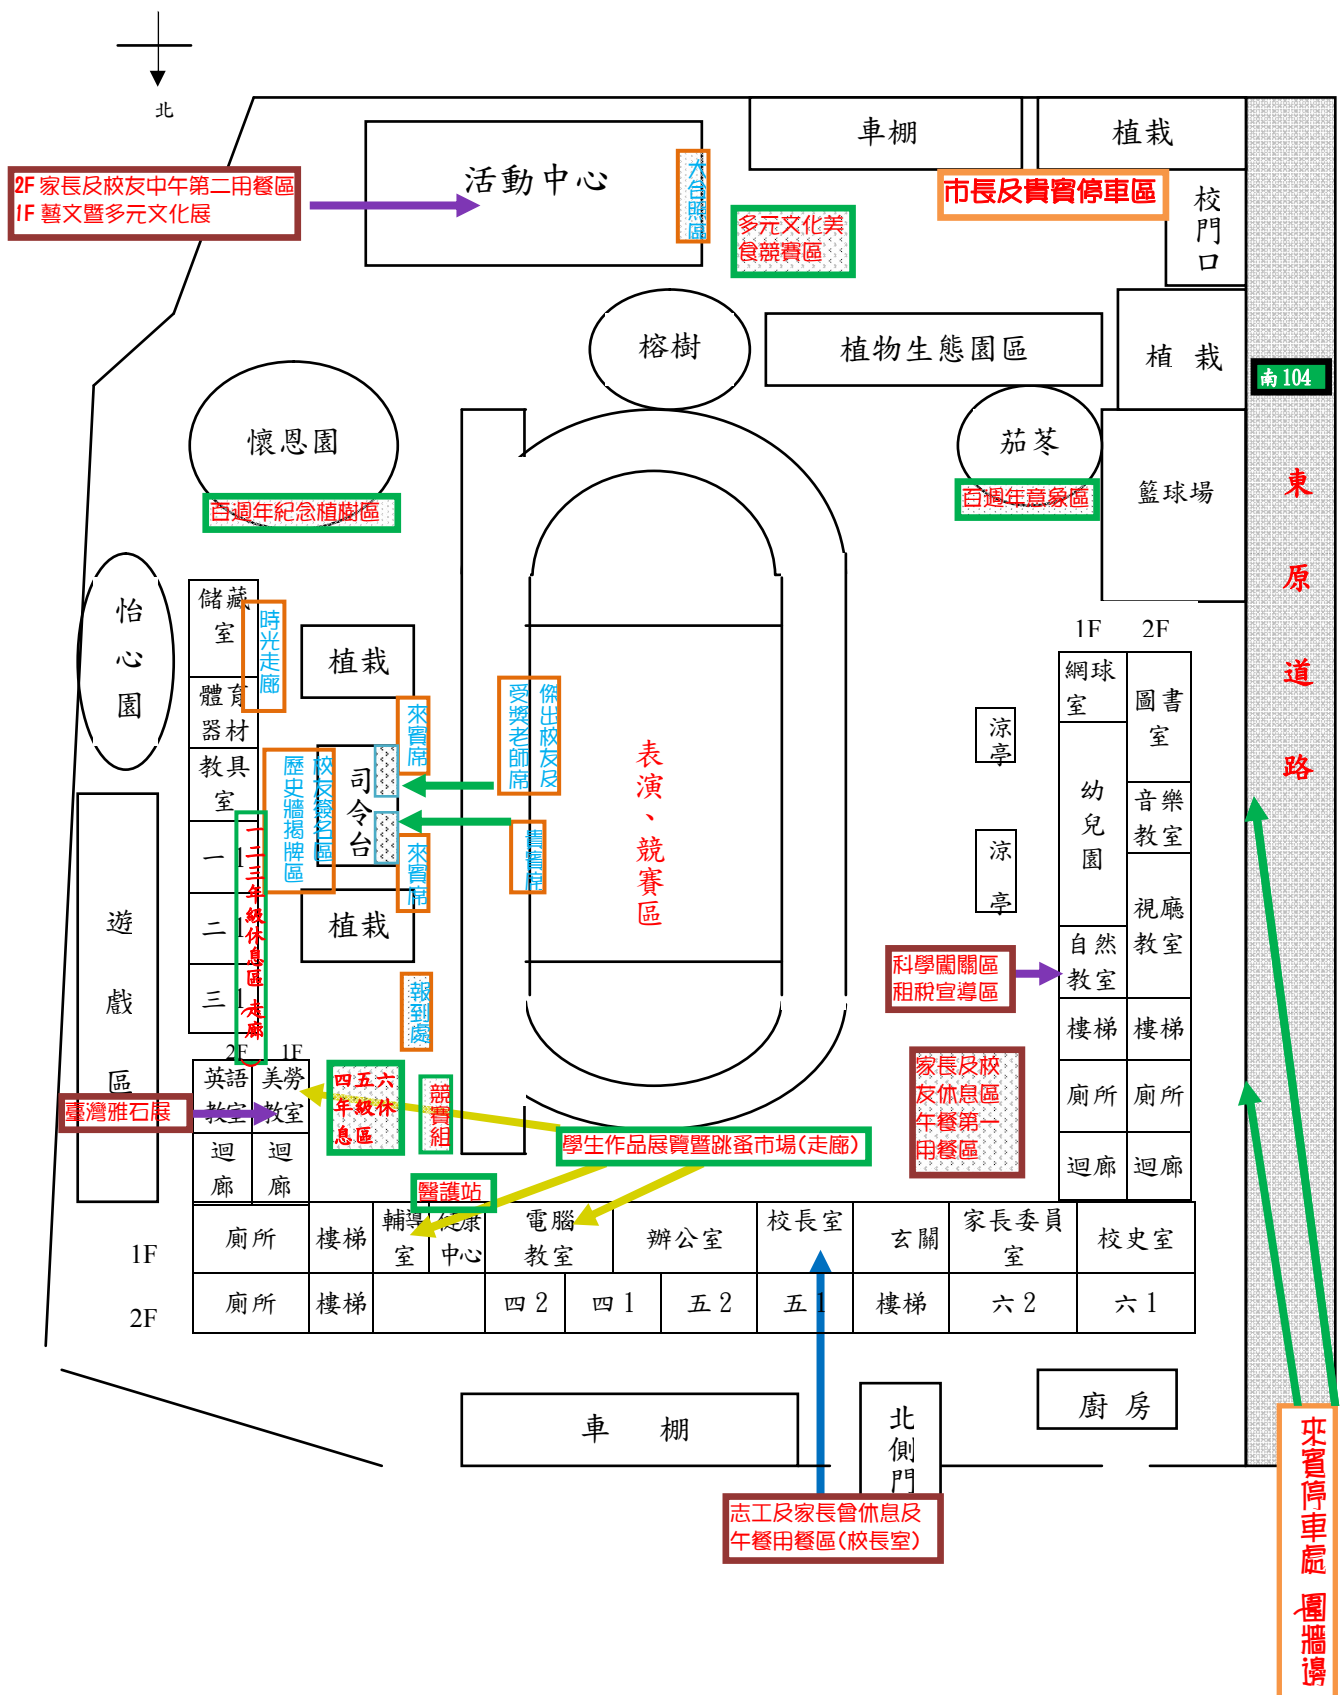 北
車棚
植栽
活動中心
大合照區
2F 家長及校友中午第二用餐區
1F 藝文暨多元文化展
市長及貴賓停車區
多元文化美
食競賽區
校門口
榕樹
植物生態園區
植 栽
南104
懷恩園
百週年紀念植樹區
茄苳
百週年意象區
籃球場
東原道路
怡心園
儲藏
室
時光走廊
體育
器材
教具
室
植栽
來賓席
傑出校友及
受獎老師席
司令台
校友簽名區
歷史牆揭牌區
貴賓席
來賓席
植栽
表演、競賽區
一 1
二 1
三 1
一二三年級休息區(走廊)
1F
2F
網球
室
圖書
室
涼亭
幼兒園
音樂
教室
涼亭
視廳
教室
自然
教室
科學闖關區
租稅宣導區
樓梯
樓梯
廁所
廁所
迴廊
迴廊
遊戲區
報到處
2F
1F
英語
教室
美勞
教室
臺灣雅石展
迴廊
迴廊
四五六
年級休
息區
競賽組
學生作品展覽暨跳蚤市場(走廊)
家長及校
友休息區
午餐第一
用餐區
醫護站
1F
廁所
樓梯
輔導
室
健康
中心
電腦
教室
辦公室
校長室
玄關
家長委員
室
校史室
2F
廁所
樓梯
四 2
四 1
五 2
五 1
樓梯
六 2
六 1
車 棚
北側門
廚 房
志工及家長會休息及
午餐用餐區(校長室)
來賓停車處 圍牆邊